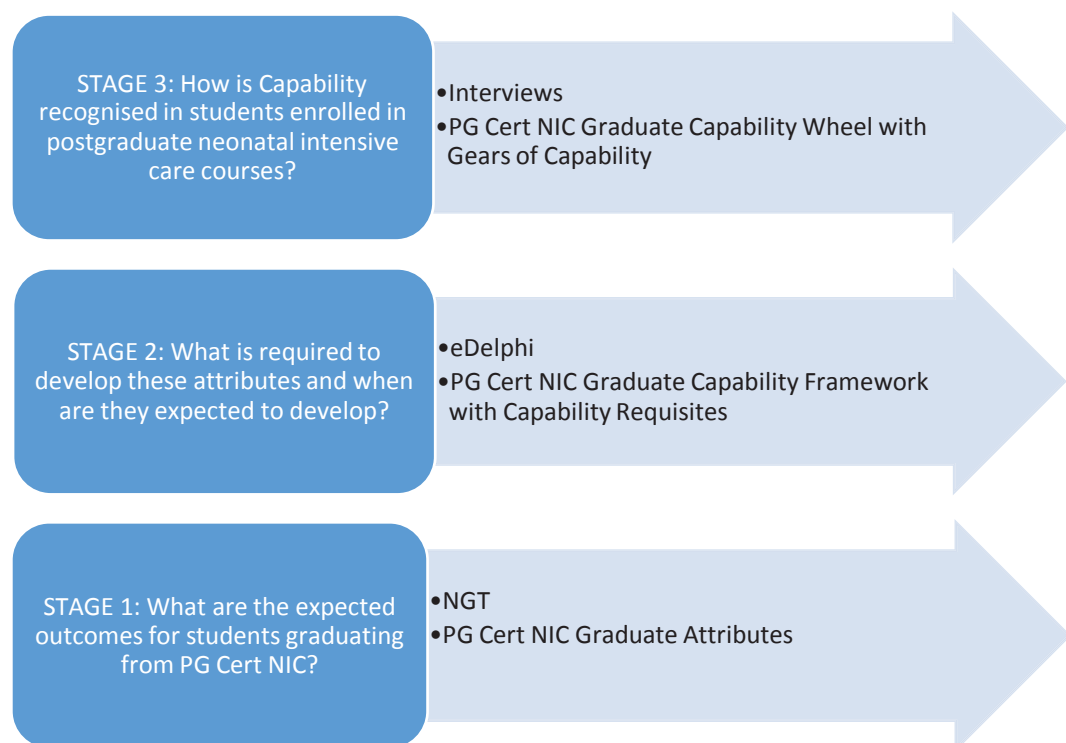 STAGE 3: How is Capability
recognised in students enrolled in
postgraduate neonatal intensive
care courses?
•Interviews
•PG Cert NIC Graduate Capability Wheel with
Gears of Capability
STAGE 2: What is required to
develop these attributes and when
are they expected to develop?
•eDelphi
•PG Cert NIC Graduate Capability Framework
with Capability Requisites
STAGE 1: What are the expected
outcomes for students graduating
from PG Cert NIC?
•NGT
•PG Cert NIC Graduate Attributes